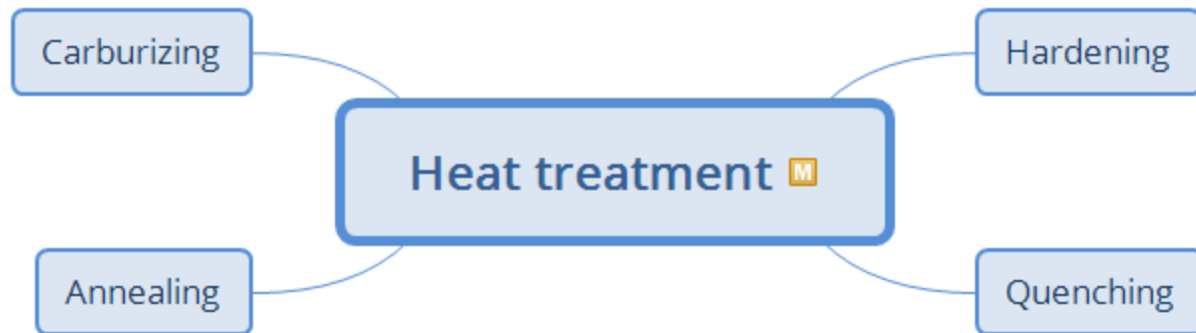 Carburizing
Hardening
Heat treatment M
Annealing
Quenching